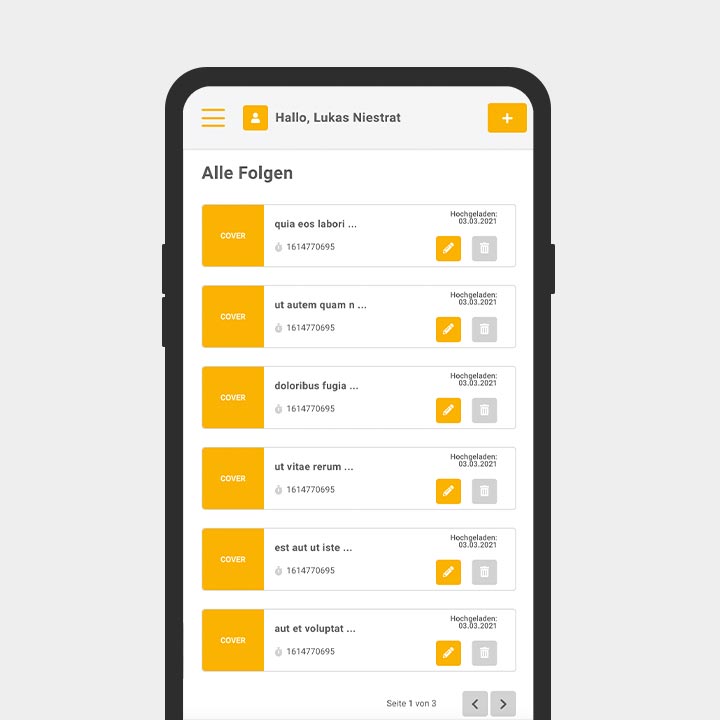 Hallo, Lukas Niestrat
+
Alle Folgen
COVER
quia eos labori ...
1614770695
Hochgeladen:
03.03.2021
COVER
ut autem quam n ...
1614770695
Hochgeladen:
03.03.2021
COVER
doloribus fugia ...
1614770695
Hochgeladen:
03.03.2021
COVER
ut vitae rerum ...
1614770695
Hochgeladen:
03.03.2021
COVER
est aut ut iste ...
1614770695
Hochgeladen:
03.03.2021
COVER
aut et voluptat ...
1614770695
Hochgeladen:
03.03.2021
Seite 1 von 3